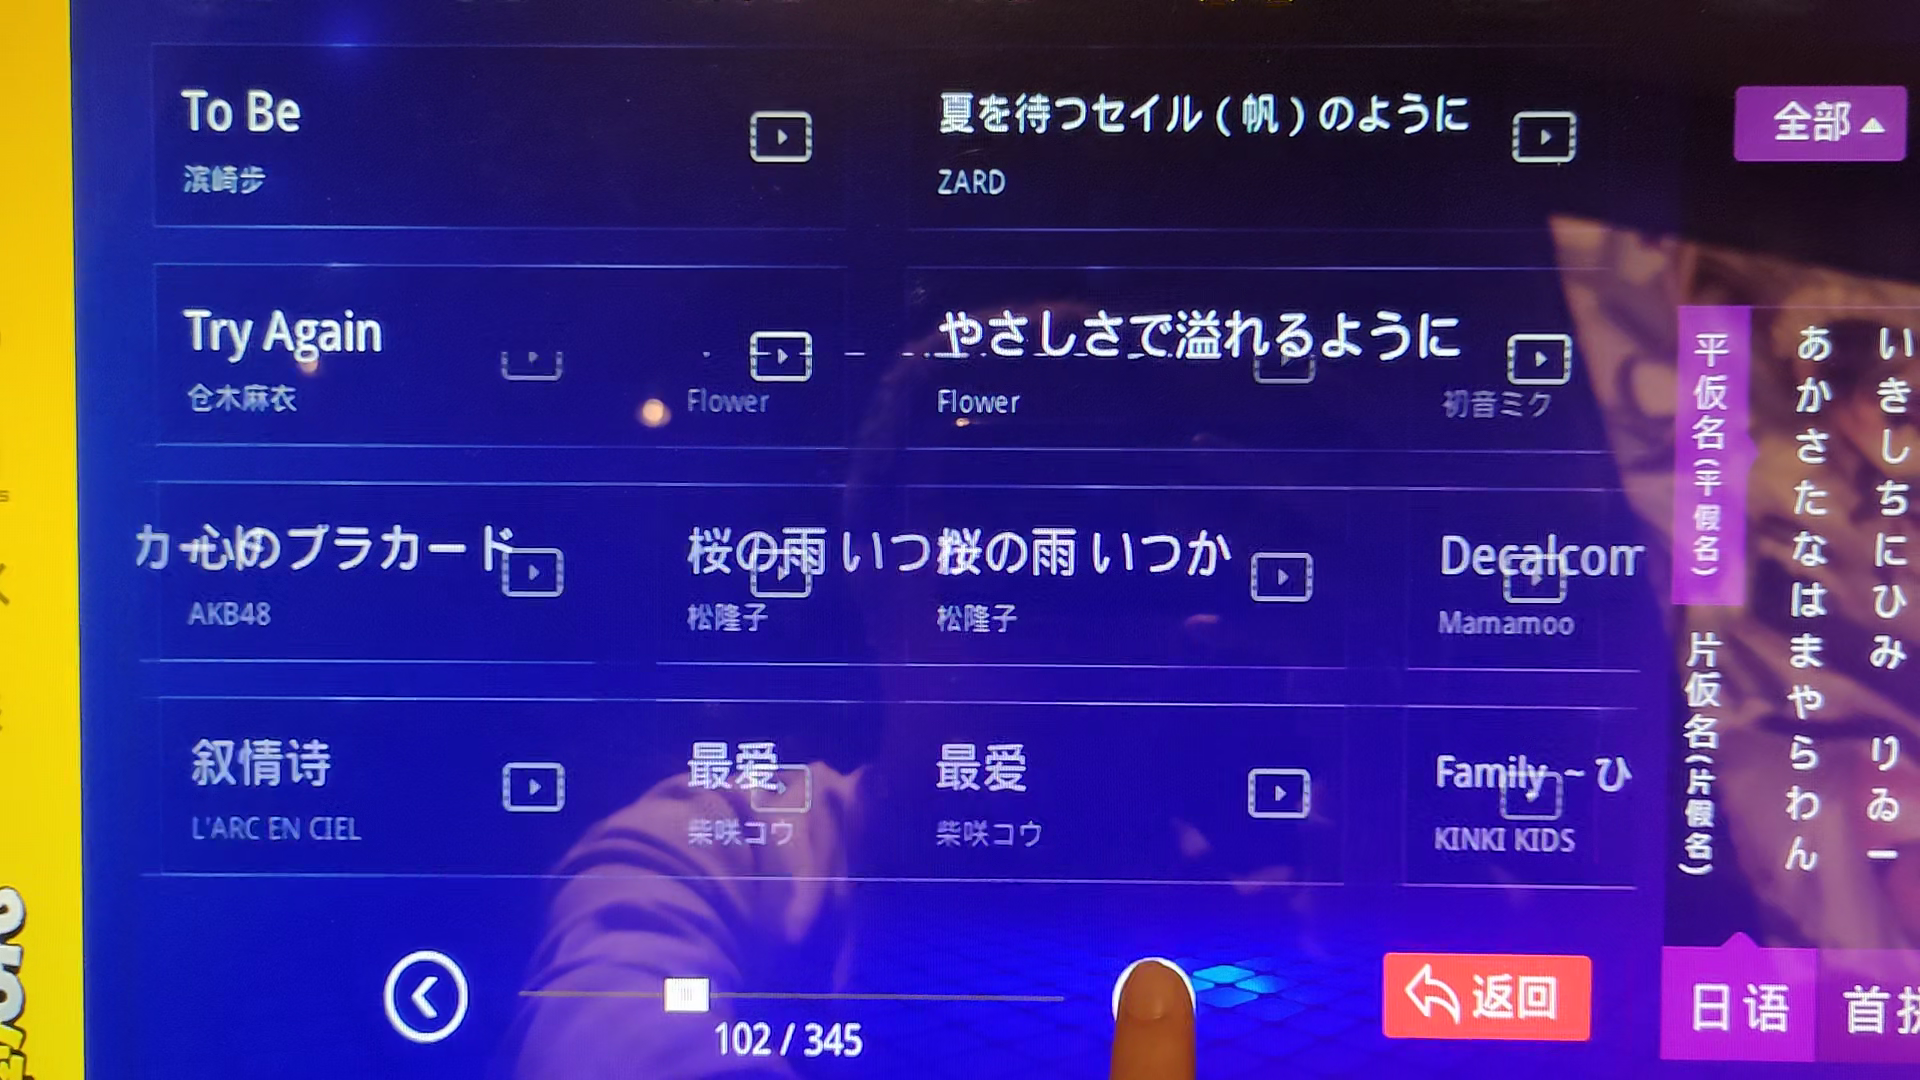 To Be
滨崎步
夏を待つセイル(帆)のように
ZARD
全部
Try Again
仓木麻衣
Flower
やさしさで溢れるように
Flower
初音ミク
心のプラカード
AKB48
桜の雨 いつ
松隆子
桜の雨 いつか
松隆子
Decalcom
Mamamoo
叙情诗
L'ARC EN CIEL
最爱
柴咲コウ
最爱
柴咲コウ
Family ~ ひ
KINKI KIDS
102 / 345
返回
平仮名(平假名)
片仮名(片假名)
あかさたなはまやらわん
いきしちにひみ りゐー
日语
首拼